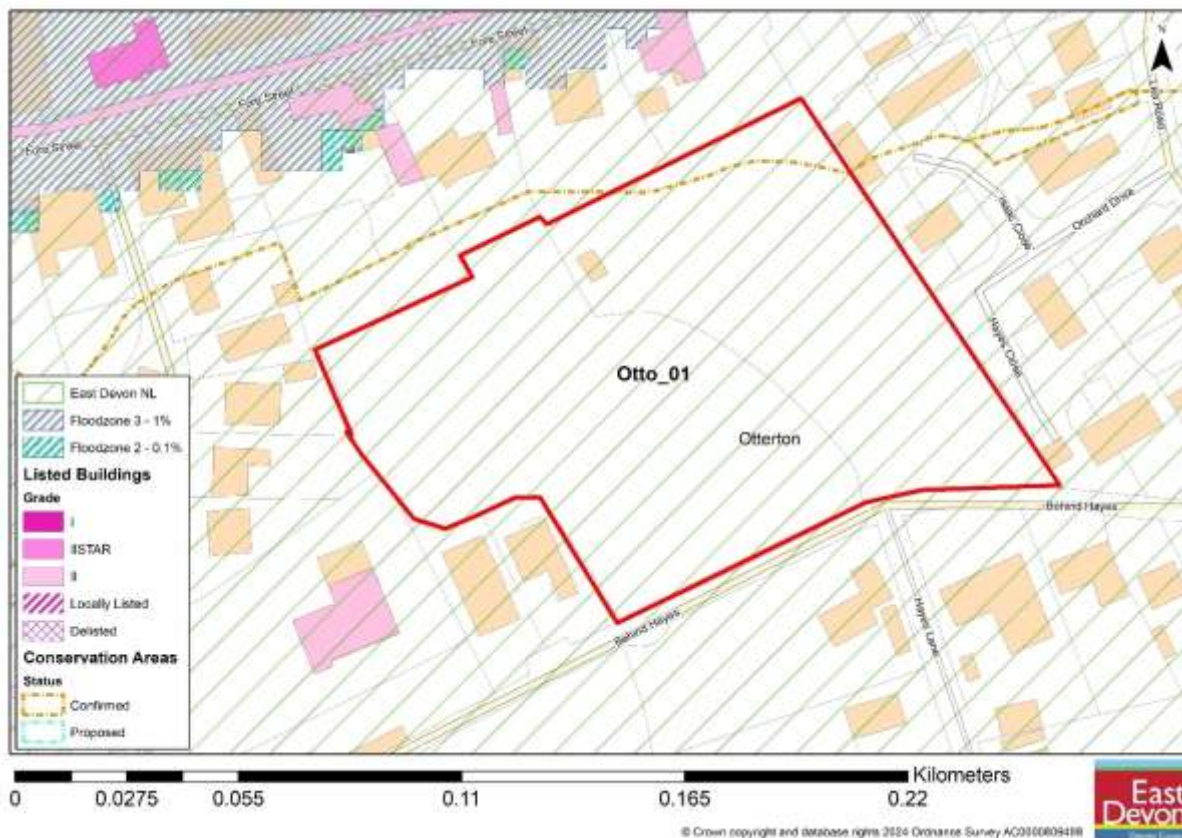 Fore Street
Fore Street
Fore Street
N
Lea Road
Orchard Drive
Isaac Close
Hayes Close
Otto_01
Otterton
Behind Hayes
Behind Hayes
Hayes Lane
East Devon NL
Floodzone 3 - 1%
Floodzone 2 - 0.1%
Listed Buildings
Grade
I
IISTAR
II
Locally Listed
Delisted
Conservation Areas
Status
Confirmed
Proposed
Kilometers
0 0.0275 0.055 0.11 0.165 0.22
East
Devon
© Crown copyright and database rights 2024 Ordnance Survey AC0000809498